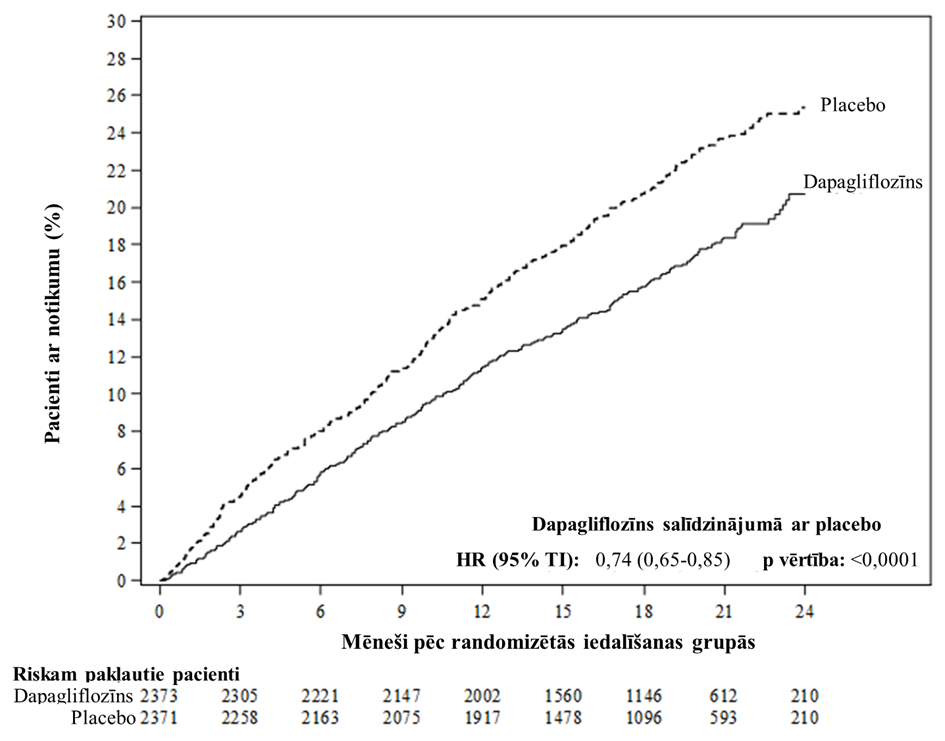 30
28
26
24
22
20
18
16
14
12
10
8
6
4
2
0
Pacienti ar notikumu (%)
Placebo
Dapagliflozīns
Dapagliflozīns salīdzinājumā ar placebo
HR (95% TI): 0,74 (0,65-0,85) p vērtība: <0,0001
0 3 6 9 12 15 18 21 24
Mēneši pēc randomizētās iedalīšanas grupās
Riskam pakļautie pacienti
Dapagliflozīns 2373 2305 2221 2147 2002 1560 1146 612 210
Placebo 2371 2258 2163 2075 1917 1478 1096 593 210